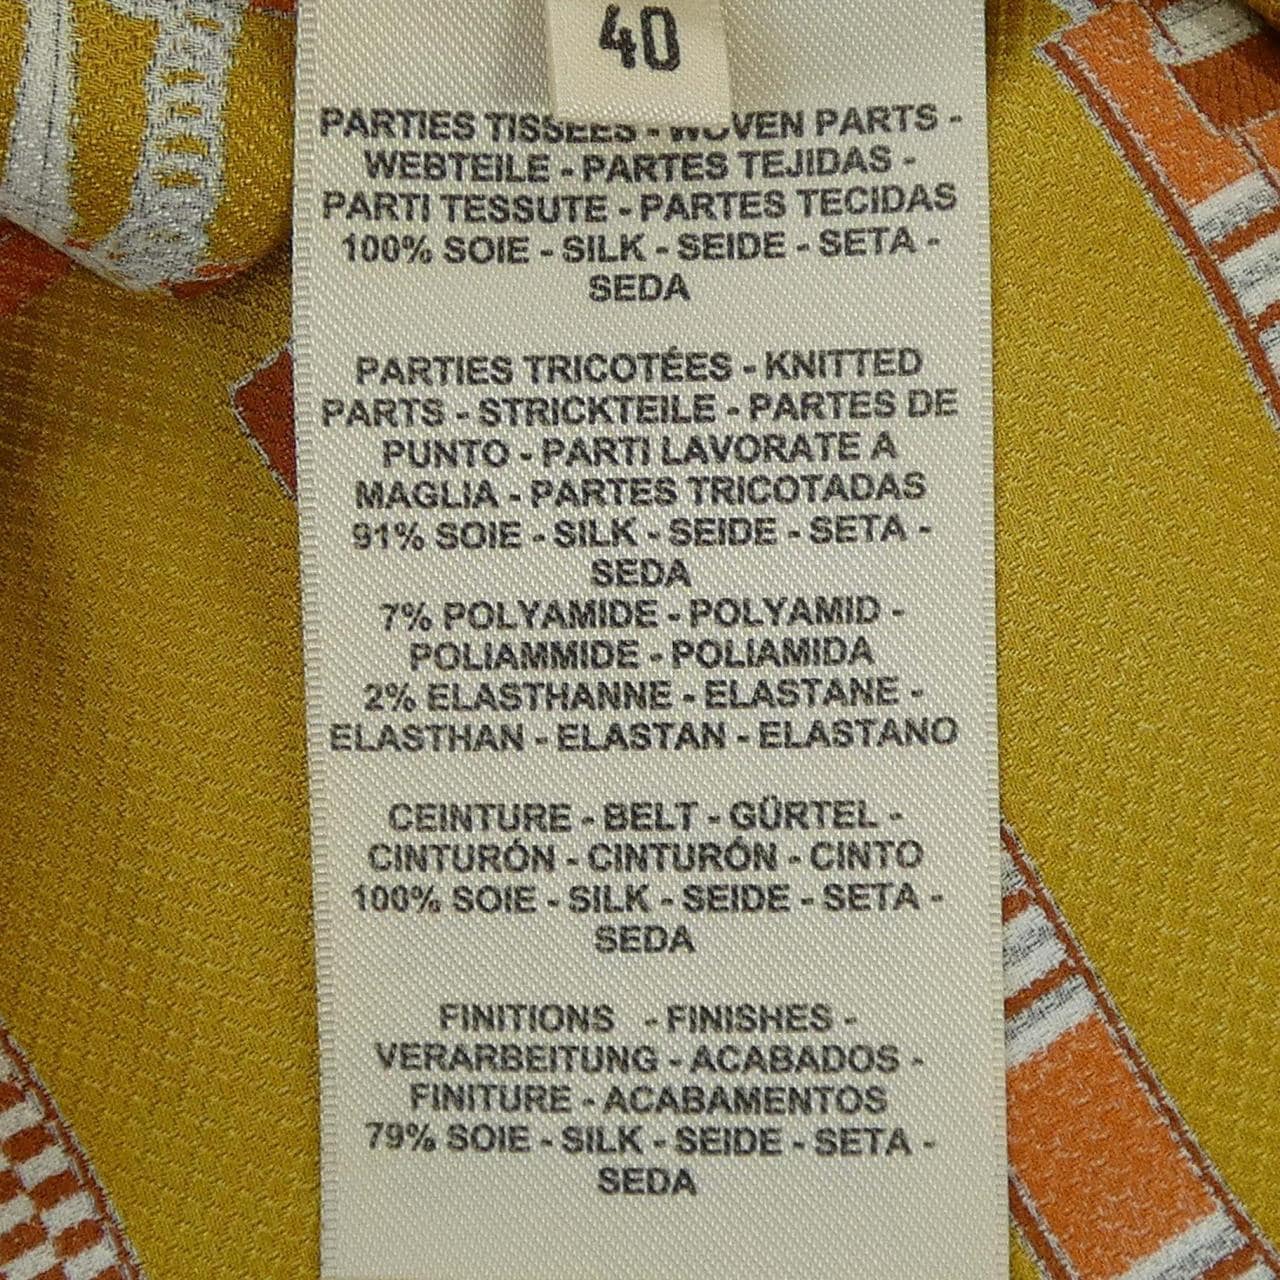 40
PARTIES TISSÉES - WOVEN PARTS -
WEBTEILE - PARTES TEJIDAS -
PARTI TESSUTE - PARTES TECIDAS
100% SOIE - SILK - SEIDE - SETA -
SEDA
PARTIES TRICOTÉES - KNITTED
PARTS - STRICKTEILE - PARTES DE
PUNTO - PARTI LAVORATE A
MAGLIA - PARTES TRICOTADAS
91% SOIE - SILK - SEIDE - SETA -
SEDA
7% POLYAMIDE - POLYAMID -
POLIAMMIDE - POLIAMIDA
2% ELASTHANNE - ELASTANE -
ELASTHAN - ELASTAN - ELASTANO
CEINTURE - BELT - GÜRTEL -
CINTURÓN - CINTURÓN - CINTO
100% SOIE - SILK - SEIDE - SETA -
SEDA
FINITIONS - FINISHES -
VERARBEITUNG - ACABADOS -
FINITURE - ACABAMENTOS
79% SOIE - SILK - SEIDE - SETA -
SEDA